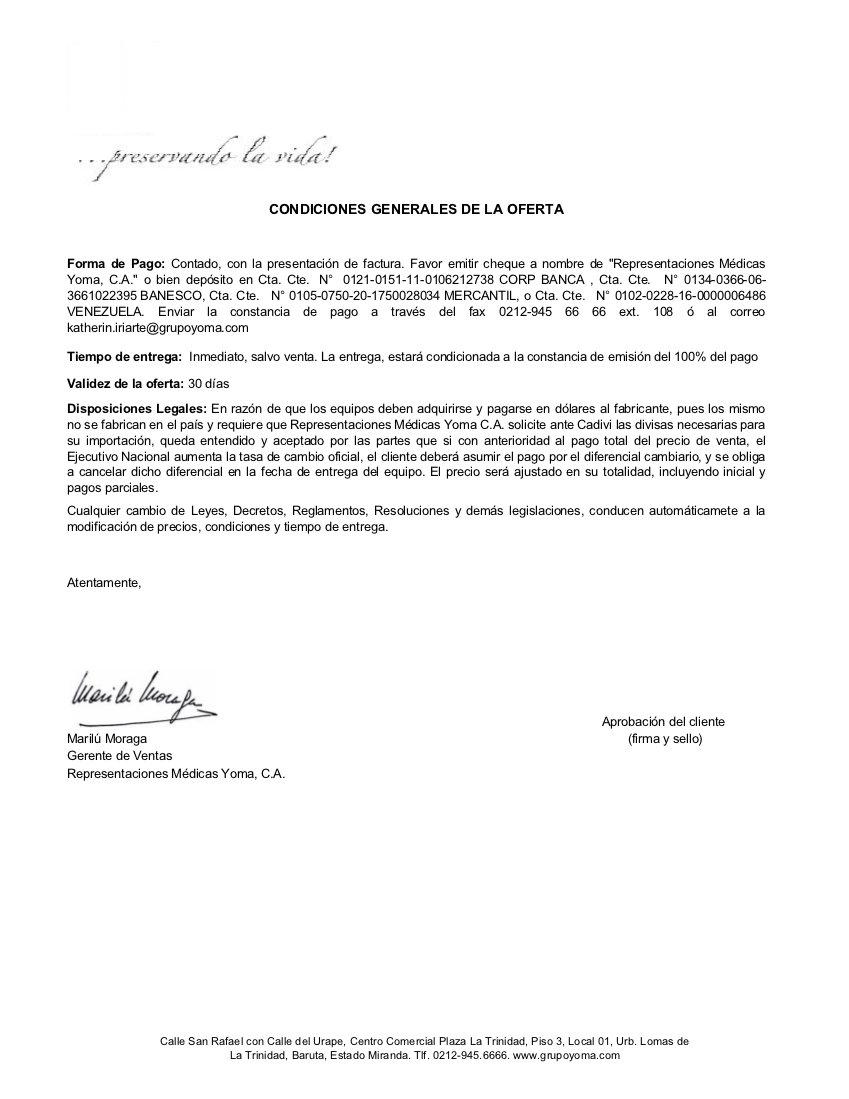 ...preservando la vida!
CONDICIONES GENERALES DE LA OFERTA
Forma de Pago: Contado, con la presentación de factura. Favor emitir cheque a nombre de "Representaciones Médicas
Yoma, C.A." o bien depósito en Cta. Cte. N° 0121-0151-11-0106212738 CORP BANCA , Cta. Cte. N° 0134-0366-06-
3661022395 BANESCO, Cta. Cte. N° 0105-0750-20-1750028034 MERCANTIL, o Cta. Cte. N° 0102-0228-16-0000006486
VENEZUELA. Enviar la constancia de pago a través del fax 0212-945 66 66 ext. 108 ó al correo
katherin.iriarte@grupoyoma.com
Tiempo de entrega: Inmediato, salvo venta. La entrega, estará condicionada a la constancia de emisión del 100% del pago
Validez de la oferta: 30 días
Disposiciones Legales: En razón de que los equipos deben adquirirse y pagarse en dólares al fabricante, pues los mismo
no se fabrican en el país y requiere que Representaciones Médicas Yoma C.A. solicite ante Cadivi las divisas necesarias para
su importación, queda entendido y aceptado por las partes que si con anterioridad al pago total del precio de venta, el
Ejecutivo Nacional aumenta la tasa de cambio oficial, el cliente deberá asumir el pago por el diferencial cambiario, y se obliga
a cancelar dicho diferencial en la fecha de entrega del equipo. El precio será ajustado en su totalidad, incluyendo inicial y
pagos parciales.
Cualquier cambio de Leyes, Decretos, Reglamentos, Resoluciones y demás legislaciones, conducen automáticamete a la
modificación de precios, condiciones y tiempo de entrega.
Atentamente,
Marilú Moraga
Aprobación del cliente
Marilú Moraga
(firma y sello)
Gerente de Ventas
Representaciones Médicas Yoma, C.A.
Calle San Rafael con Calle del Urape, Centro Comercial Plaza La Trinidad, Piso 3, Local 01, Urb. Lomas de
La Trinidad, Baruta, Estado Miranda. Tlf. 0212-945.6666. www.grupoyoma.com